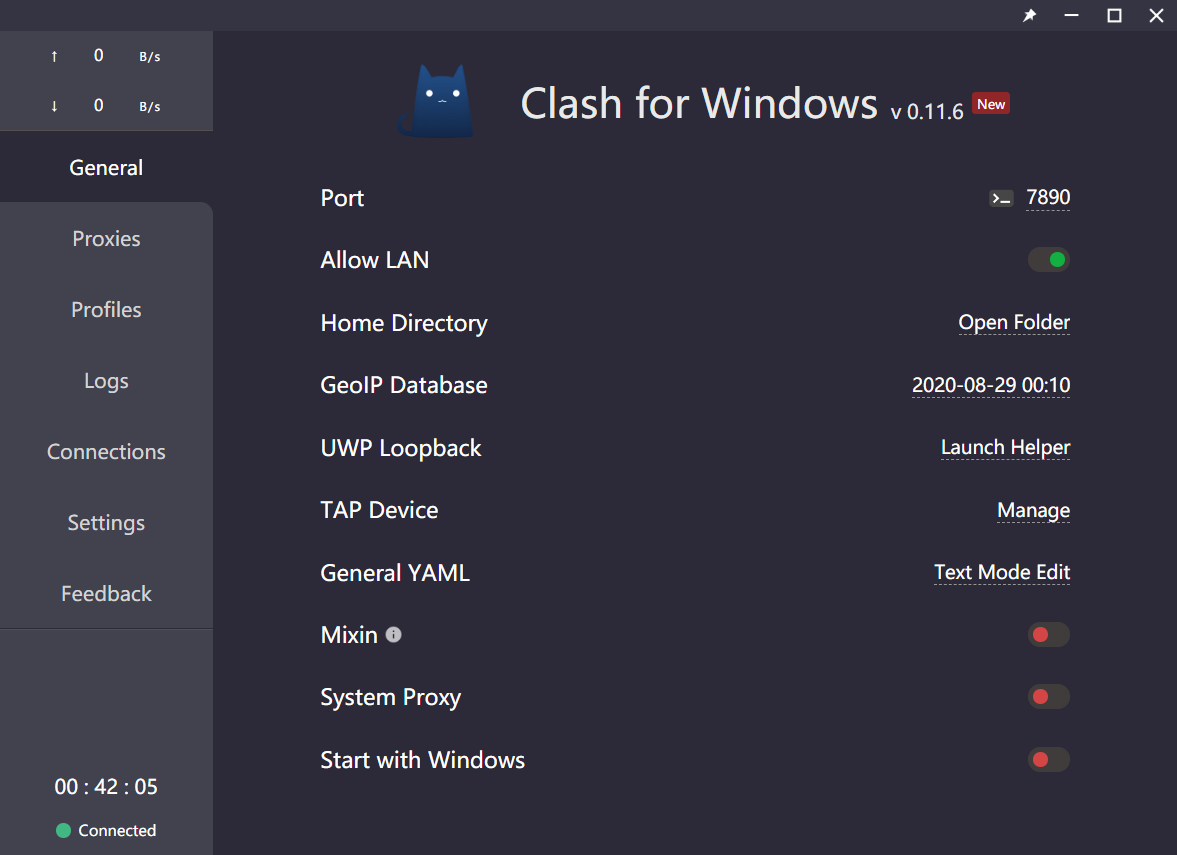 ↑ 0 B/s
↓ 0 B/s
General
Proxies
Profiles
Logs
Connections
Settings
Feedback
00 : 42 : 05
Connected
Clash for Windows v 0.11.6 New
Port >_ 7890
Allow LAN
Home Directory Open Folder
GeoIP Database 2020-08-29 00:10
UWP Loopback Launch Helper
TAP Device Manage
General YAML Text Mode Edit
Mixin
System Proxy
Start with Windows